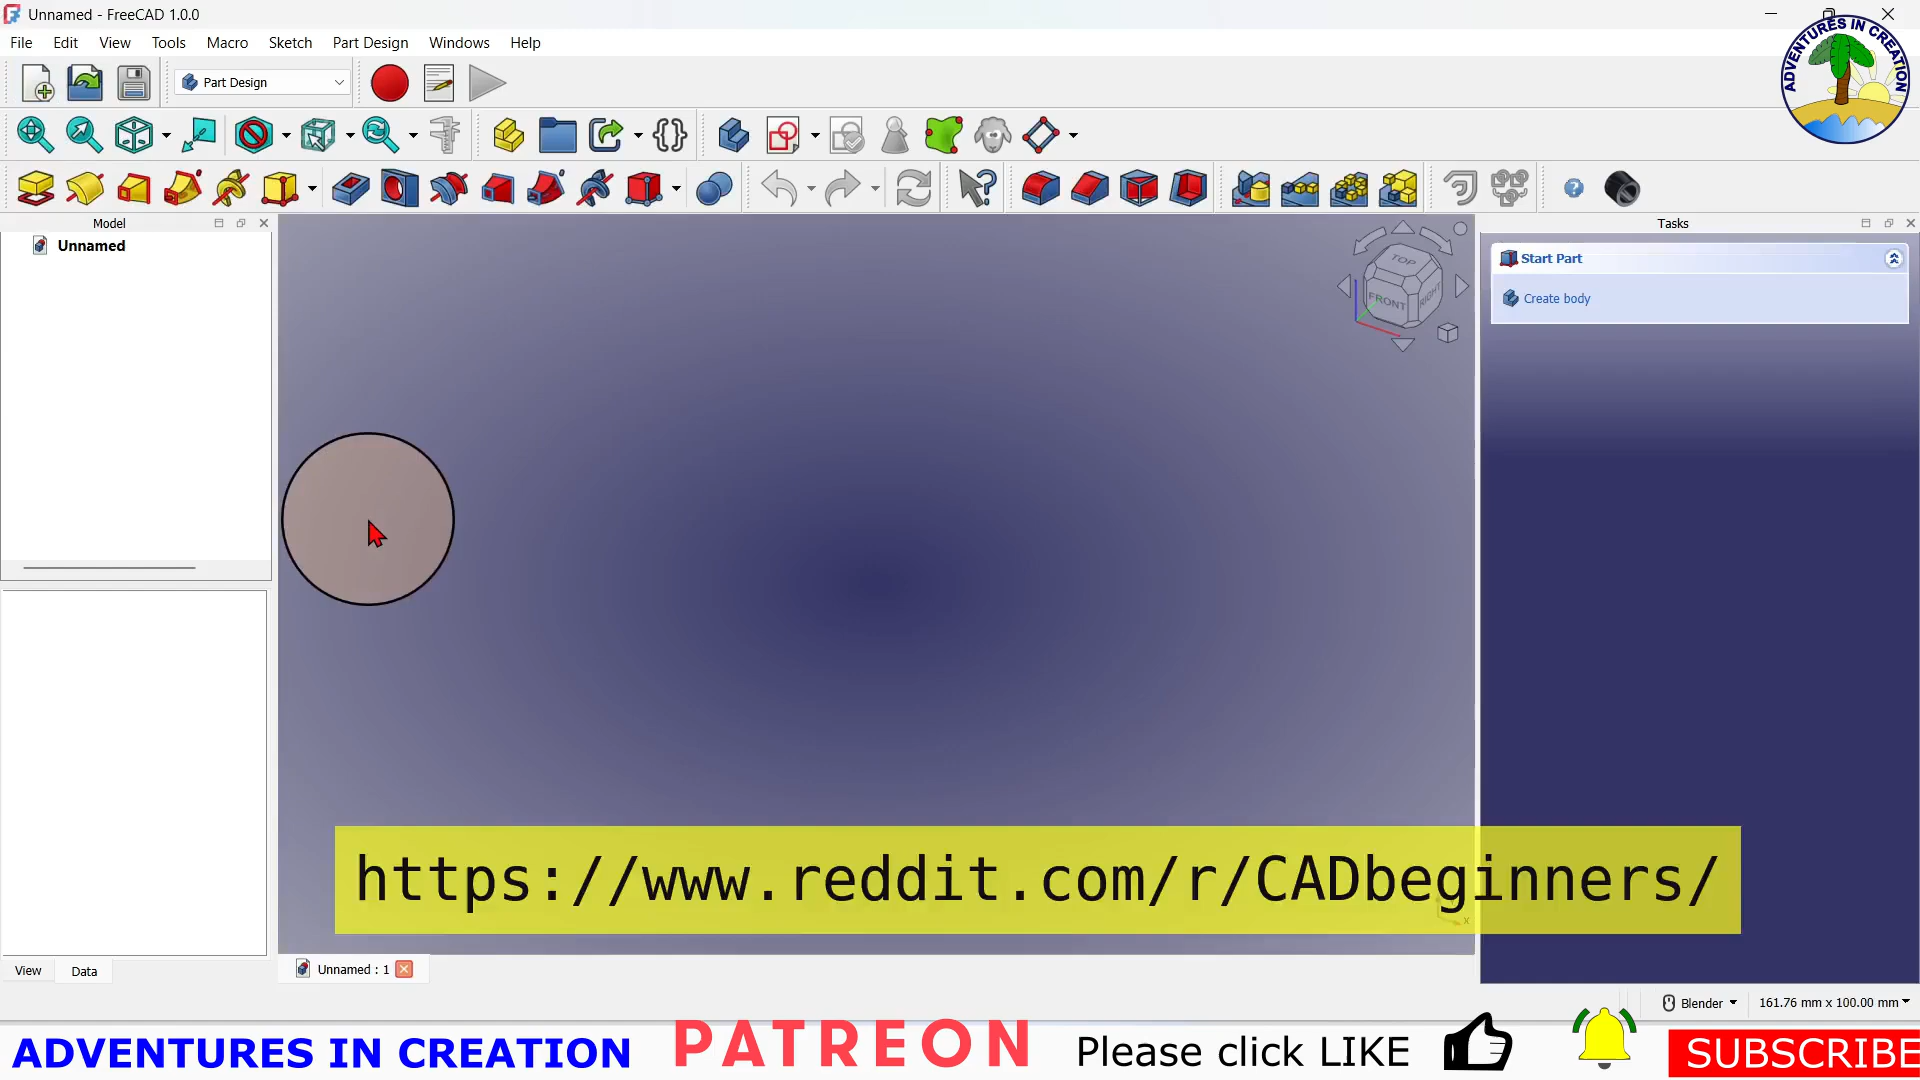 Unnamed - FreeCAD 1.0.0
File Edit View Tools Macro Sketch Part Design Windows Help
ADVENTURES IN CREATION
Part Design
Model
Tasks
Unnamed
Start Part
Create body
TOP
FRONT
RIGHT
https://www.reddit.com/r/CADbeginners/
x
View Data
Unnamed : 1
Blender
161.76 mm x 100.00 mm
ADVENTURES IN CREATION PATREON Please click LIKE SUBSCRIBE